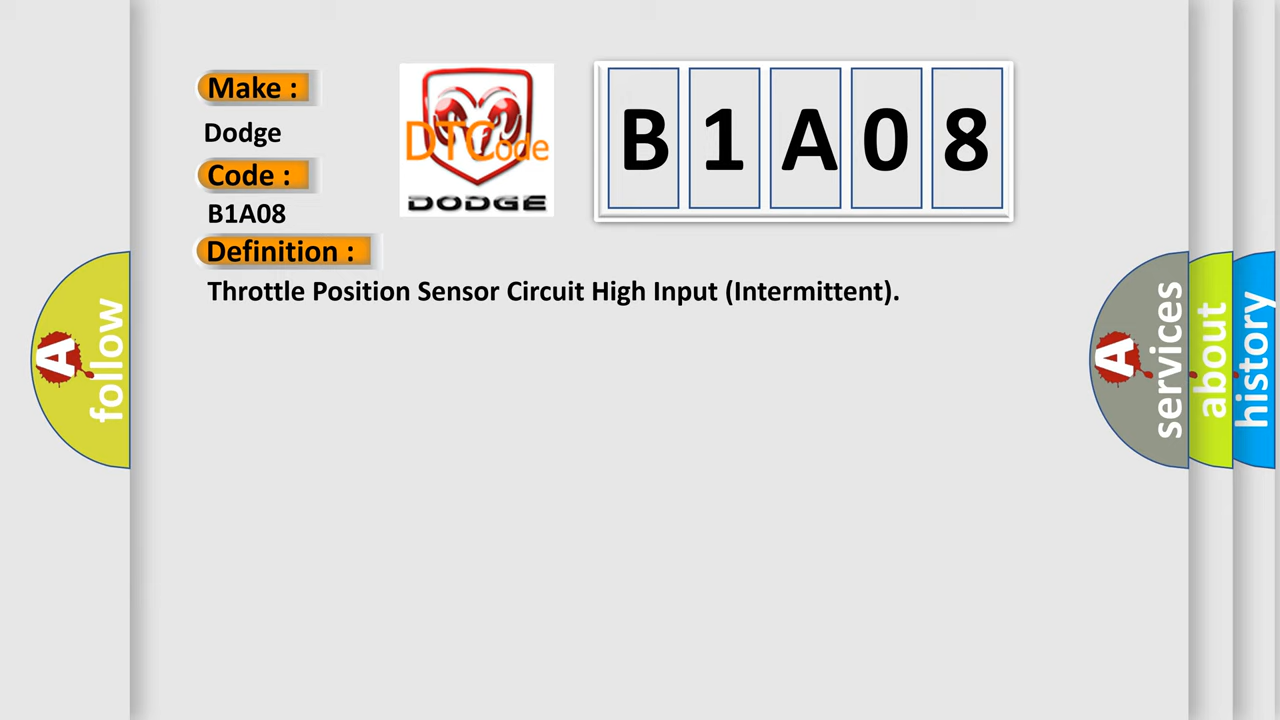 Make :
Dodge
Code :
B1A08
Definition :
Throttle Position Sensor Circuit High Input (Intermittent).
DTCode
DODGE
B 1 A 0 8
A follow
A services
about
history